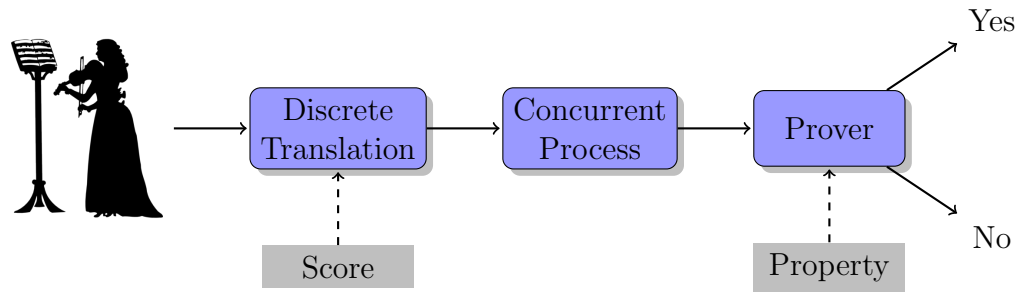 Yes
Discrete
Translation
Concurrent
Process
Prover
No
Score
Property